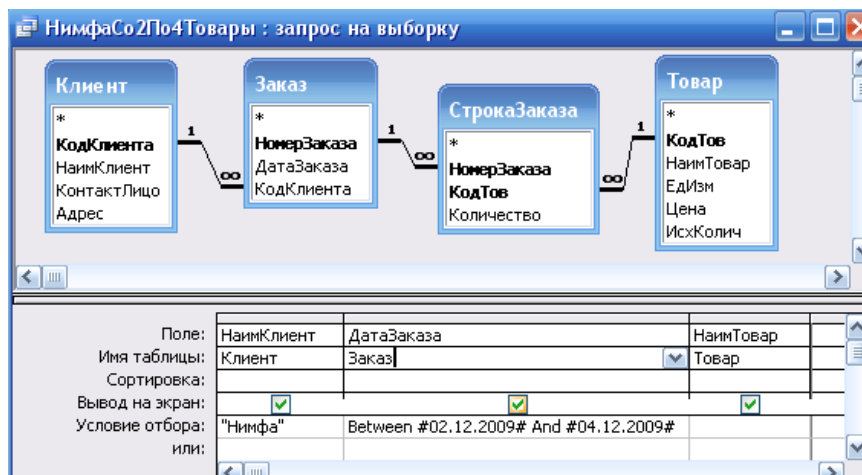 НимфаСо2По4Товары : запрос на выборку
Клиент
*
КодКлиента
НаимКлиент
КонтактЛицо
Адрес
1
∞
Заказ
*
НомерЗаказа
ДатаЗаказа
КодКлиента
1
∞
СтрокаЗаказа
*
НомерЗаказа
КодТов
Количество
∞
1
Товар
*
КодТов
НаимТовар
ЕдИзм
Цена
ИсхКолич
Поле: НаимКлиент ДатаЗаказа НаимТовар
Имя таблицы: Клиент Заказ Товар
Сортировка:
Вывод на экран:
Условие отбора: "Нимфа" Between #02.12.2009# And #04.12.2009#
или: